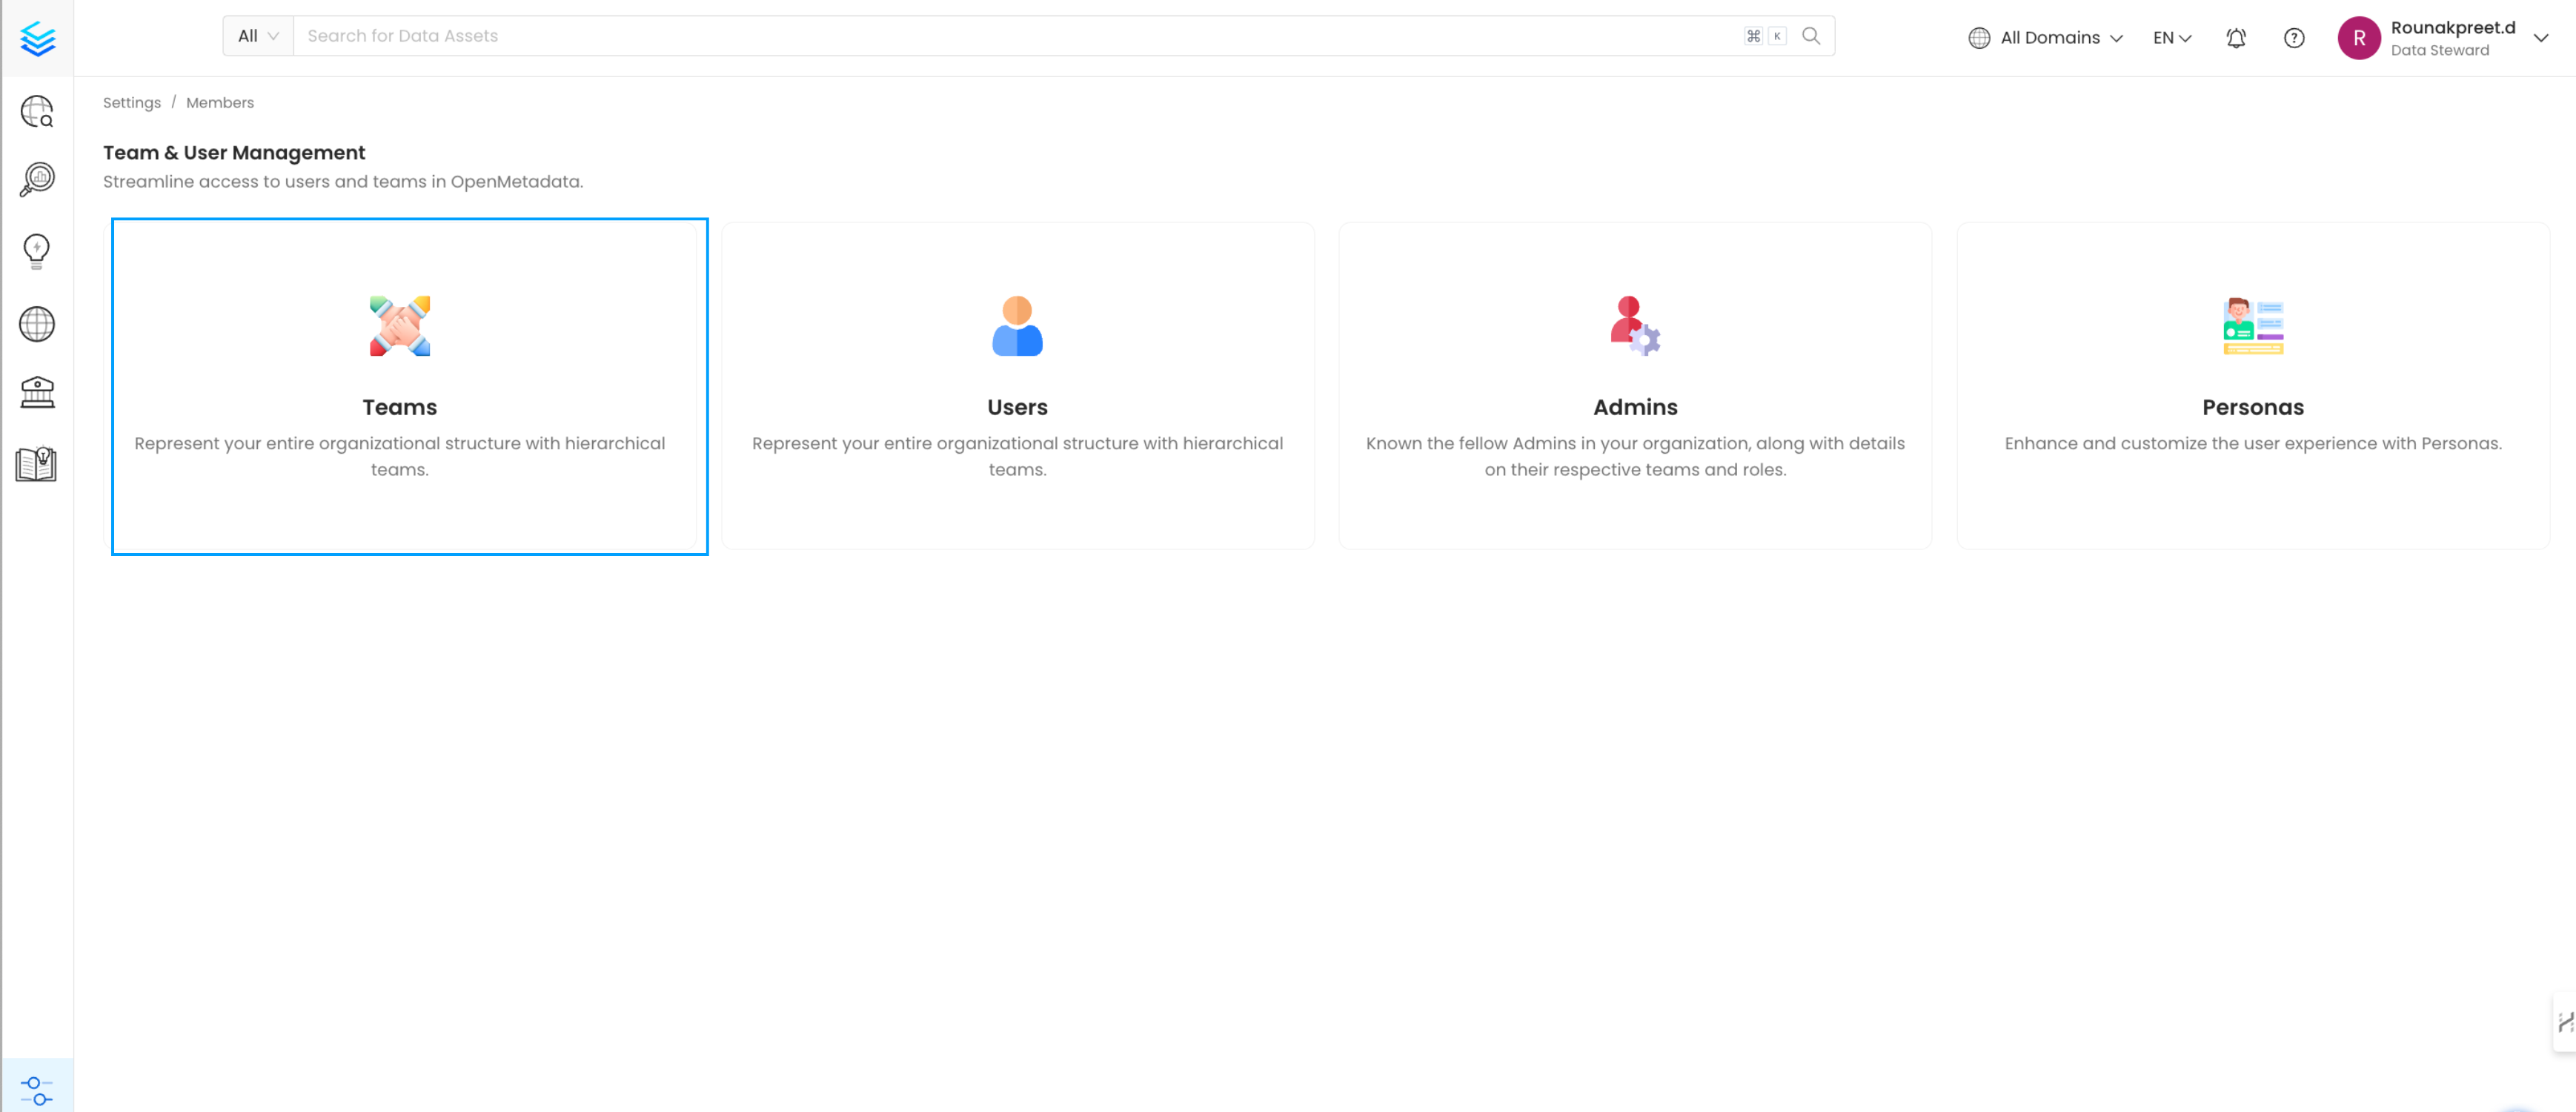 All
Search for Data Assets
⌘ K
All Domains
EN
?
R
Rounakpreet.d
Data Steward
Settings / Members
Team & User Management
Streamline access to users and teams in OpenMetadata.
Teams
Represent your entire organizational structure with hierarchical
teams.
Users
Represent your entire organizational structure with hierarchical
teams.
Admins
Known the fellow Admins in your organization, along with details
on their respective teams and roles.
Personas
Enhance and customize the user experience with Personas.